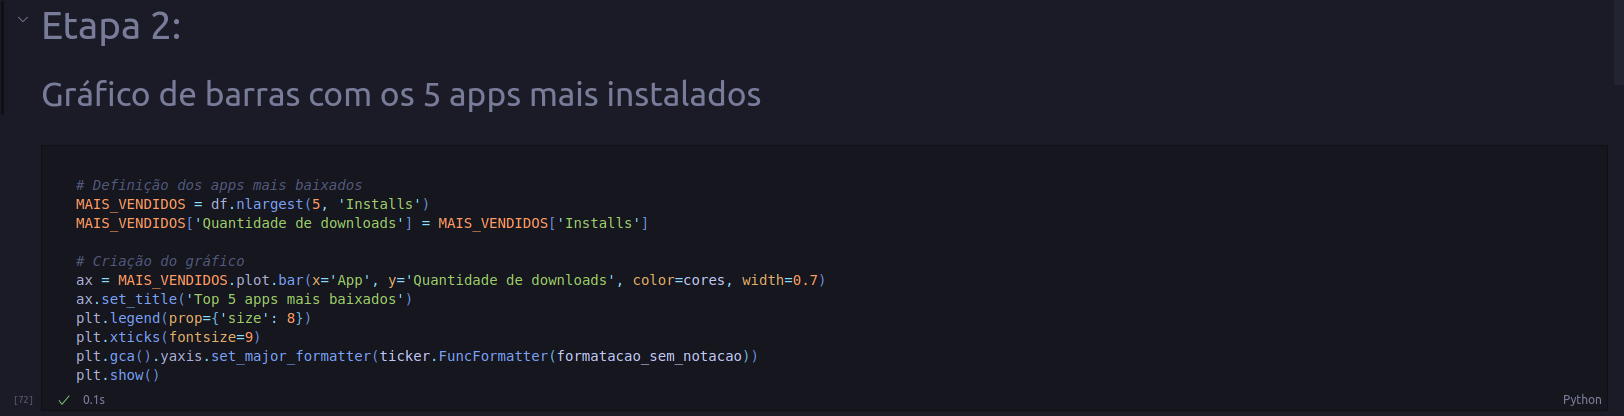 Etapa 2:
Gráfico de barras com os 5 apps mais instalados
# Definição dos apps mais baixados
MAIS_VENDIDOS = df.nlargest(5, 'Installs')
MAIS_VENDIDOS['Quantidade de downloads'] = MAIS_VENDIDOS['Installs']
# Criação do gráfico
ax = MAIS_VENDIDOS.plot.bar(x='App', y='Quantidade de downloads', color=cores, width=0.7)
ax.set_title('Top 5 apps mais baixados')
plt.legend(prop={'size': 8})
plt.xticks(fontsize=9)
plt.gca().yaxis.set_major_formatter(ticker.FuncFormatter(formatacao_sem_notacao))
plt.show()
[72] 0.1s Python